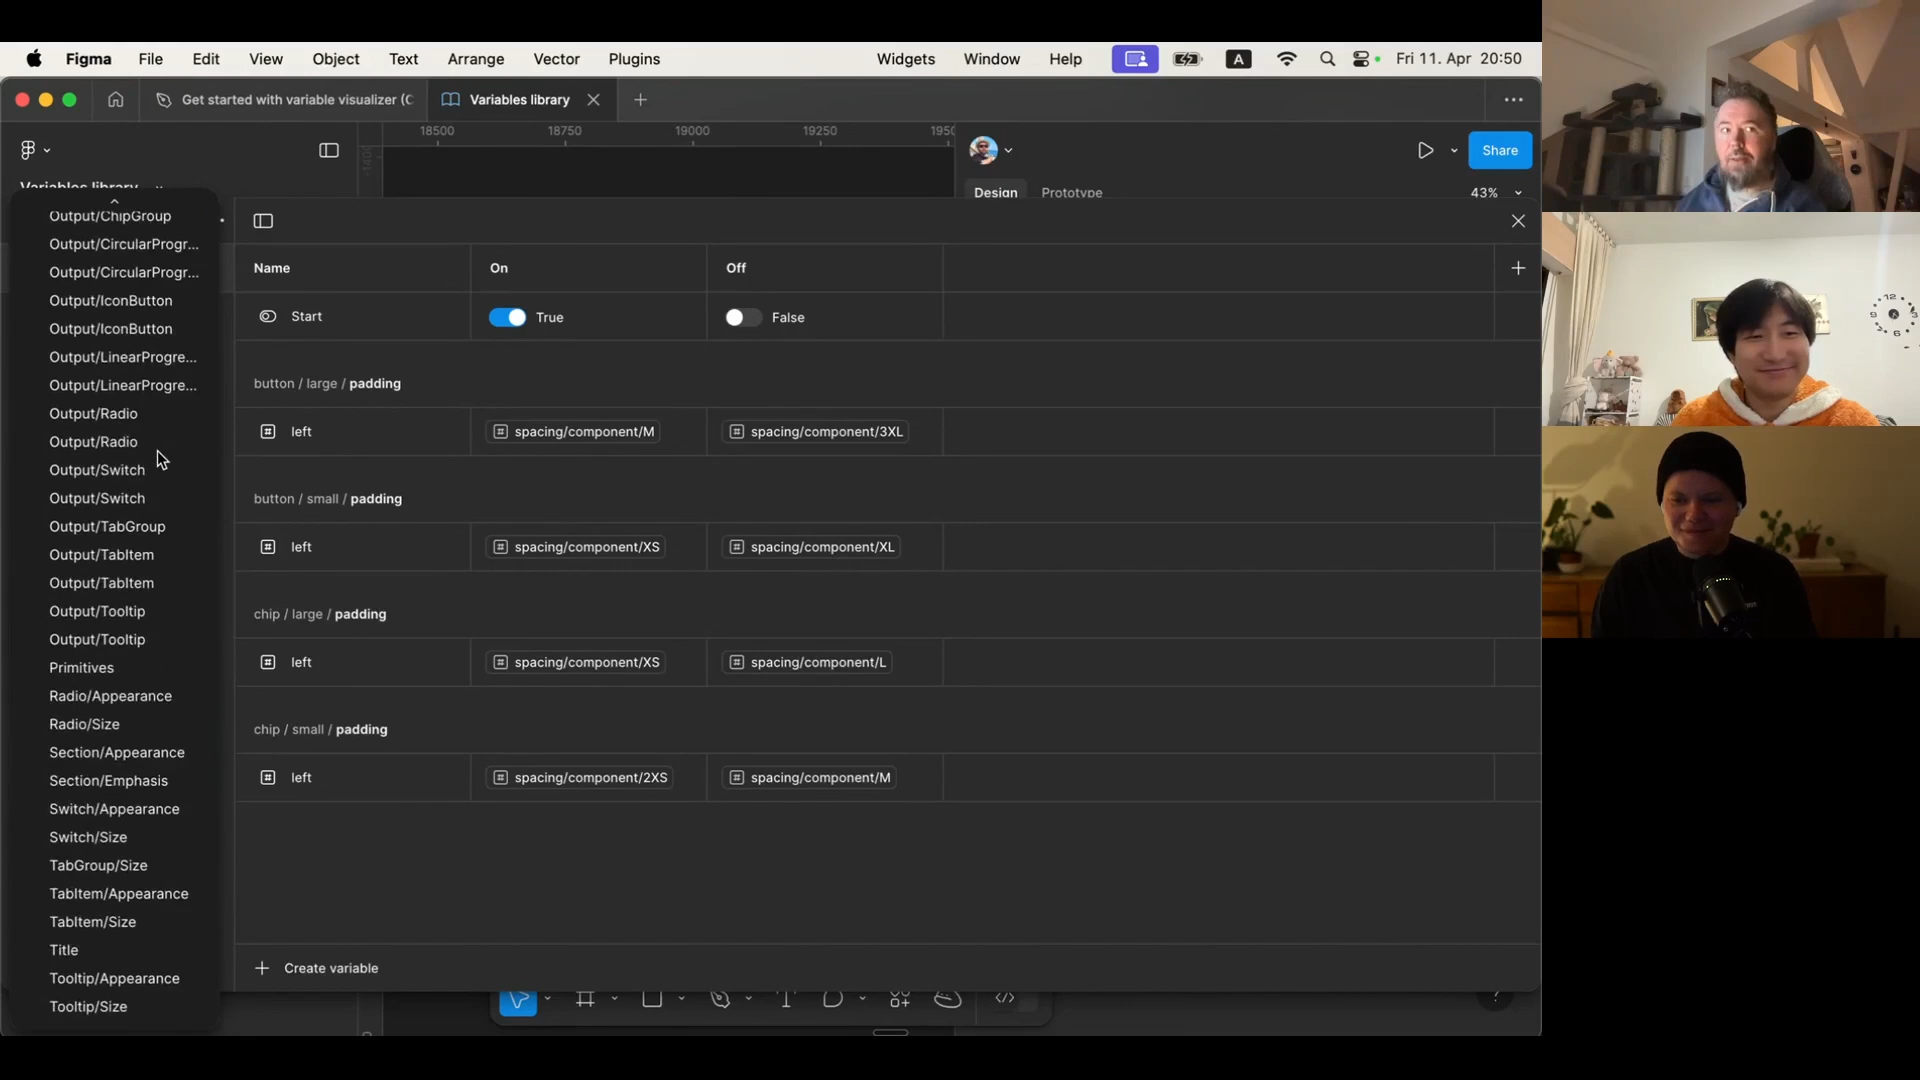 Figma File Edit View Object Text Arrange Vector Plugins Widgets Window Help A Fri 11. Apr 20:50
Get started with variable visualizer (C
Variables library
18500 18750 19000 19250 1950
Share
Variables library
Design Prototype 43%
Output/ChipGroup
Output/CircularProgr...
Output/CircularProgr...
Output/IconButton
Output/IconButton
Output/LinearProgre...
Output/LinearProgre...
Output/Radio
Output/Radio
Output/Switch
Output/Switch
Output/TabGroup
Output/TabItem
Output/TabItem
Output/Tooltip
Output/Tooltip
Primitives
Radio/Appearance
Radio/Size
Section/Appearance
Section/Emphasis
Switch/Appearance
Switch/Size
TabGroup/Size
TabItem/Appearance
TabItem/Size
Title
Tooltip/Appearance
Tooltip/Size
Name On Off
Start True False
button / large / padding
left spacing/component/M spacing/component/3XL
button / small / padding
left spacing/component/XS spacing/component/XL
chip / large / padding
left spacing/component/XS spacing/component/L
chip / small / padding
left spacing/component/2XS spacing/component/M
Create variable
?
12
9 3
6